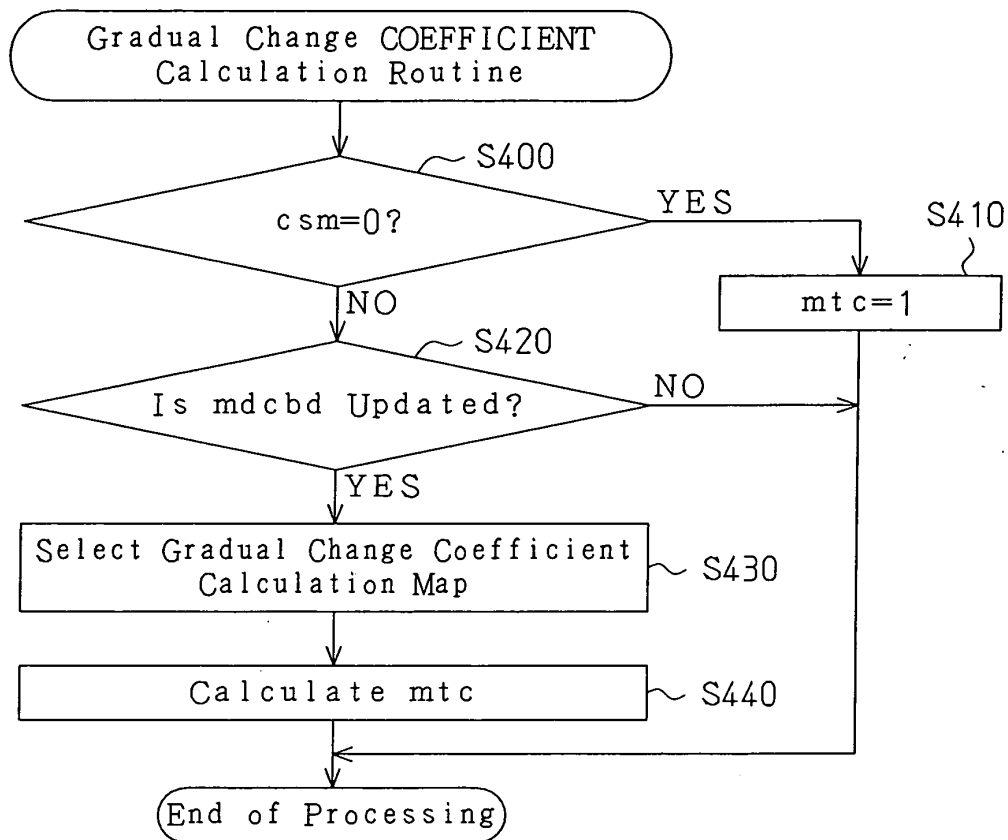 Gradual Change COEFFICIENT
Calculation Routine
S400
csm=0?
YES
S410
mtc=1
NO
S420
Is mdcbd Updated?
NO
YES
Select Gradual Change Coefficient
Calculation Map
S430
Calculate mtc
S440
End of Processing